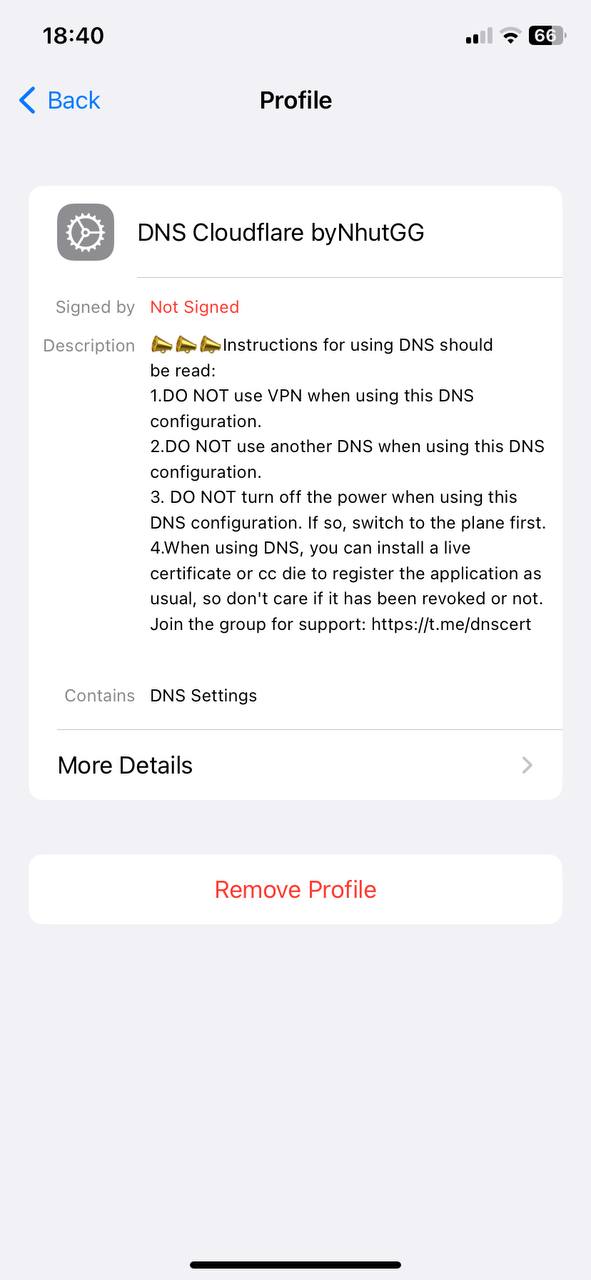 18:40
66
Back
Profile
DNS Cloudflare byNhutGG
Signed by Not Signed
Description 📢📢📢Instructions for using DNS should
be read:
1.DO NOT use VPN when using this DNS
configuration.
2.DO NOT use another DNS when using this DNS
configuration.
3. DO NOT turn off the power when using this
DNS configuration. If so, switch to the plane first.
4.When using DNS, you can install a live
certificate or cc die to register the application as
usual, so don't care if it has been revoked or not.
Join the group for support: https://t.me/dnscert
Contains DNS Settings
More Details
Remove Profile